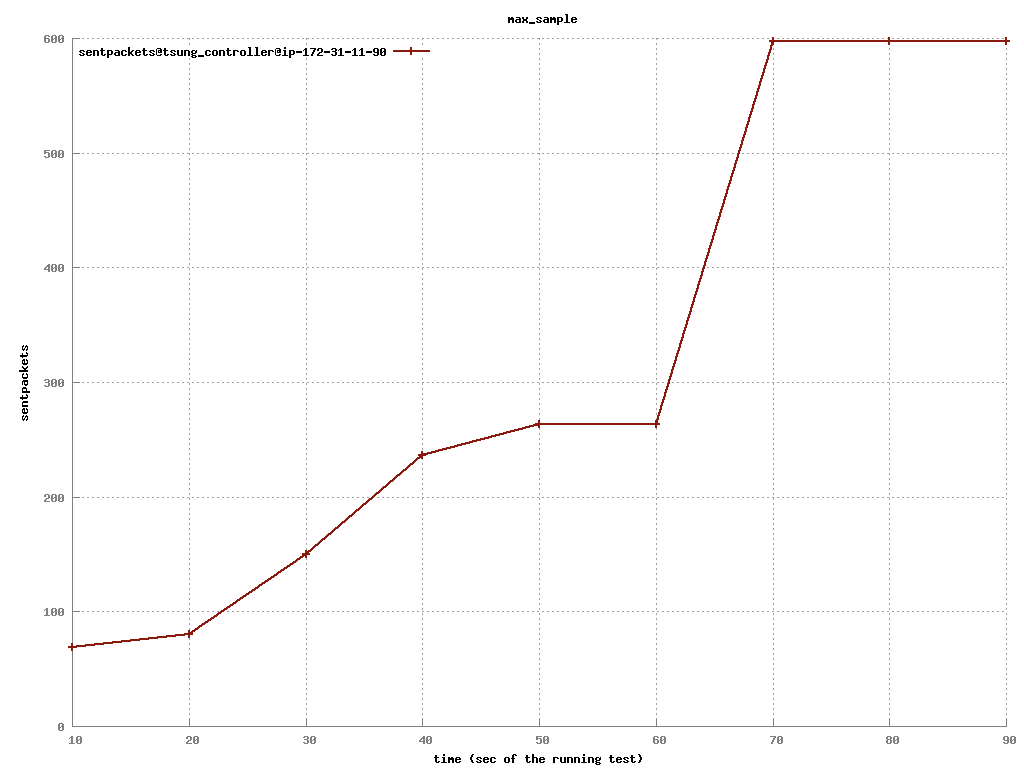 max_sample
sentpackets@tsung_controller@ip-172-31-11-90
600
500
400
300
200
100
0
sentpackets
10 20 30 40 50 60 70 80 90
time (sec of the running test)